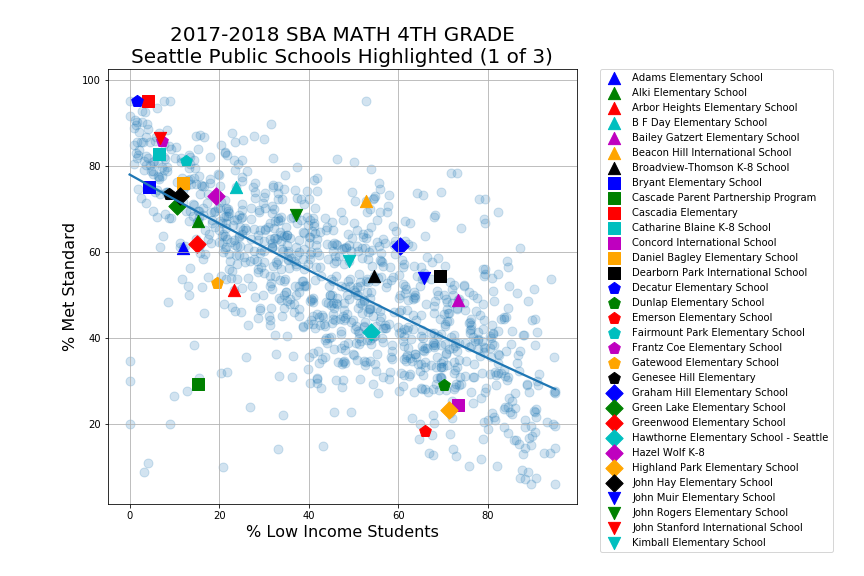 2017-2018 SBA MATH 4TH GRADE
Seattle Public Schools Highlighted (1 of 3)
100
80
60
40
20
% Met Standard
0
20
40
60
80
% Low Income Students
Adams Elementary School
Alki Elementary School
Arbor Heights Elementary School
B F Day Elementary School
Bailey Gatzert Elementary School
Beacon Hill International School
Broadview-Thomson K-8 School
Bryant Elementary School
Cascade Parent Partnership Program
Cascadia Elementary
Catharine Blaine K-8 School
Concord International School
Daniel Bagley Elementary School
Dearborn Park International School
Decatur Elementary School
Dunlap Elementary School
Emerson Elementary School
Fairmount Park Elementary School
Frantz Coe Elementary School
Gatewood Elementary School
Genesee Hill Elementary
Graham Hill Elementary School
Green Lake Elementary School
Greenwood Elementary School
Hawthorne Elementary School - Seattle
Hazel Wolf K-8
Highland Park Elementary School
John Hay Elementary School
John Muir Elementary School
John Rogers Elementary School
John Stanford International School
Kimball Elementary School